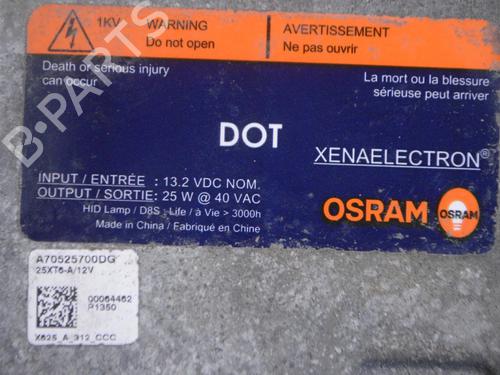 1KV
WARNING
Do not open
AVERTISSEMENT
Ne pas ouvrir
Death or serious injury
can occur
La mort ou la blessure
sérieuse peut arriver
DOT
XENAELECTRON®
INPUT / ENTRÉE : 13.2 VDC NOM.
OUTPUT / SORTIE: 25 W @ 40 VAC
HID Lamp / D8S : Life / à Vie > 3000h
Made in China / Fabriqué en Chine
OSRAM
OSRAM
A70525700DG
25XT6-A/12V
00064462
P1350
X625_A_312_CCC
B-PARTS